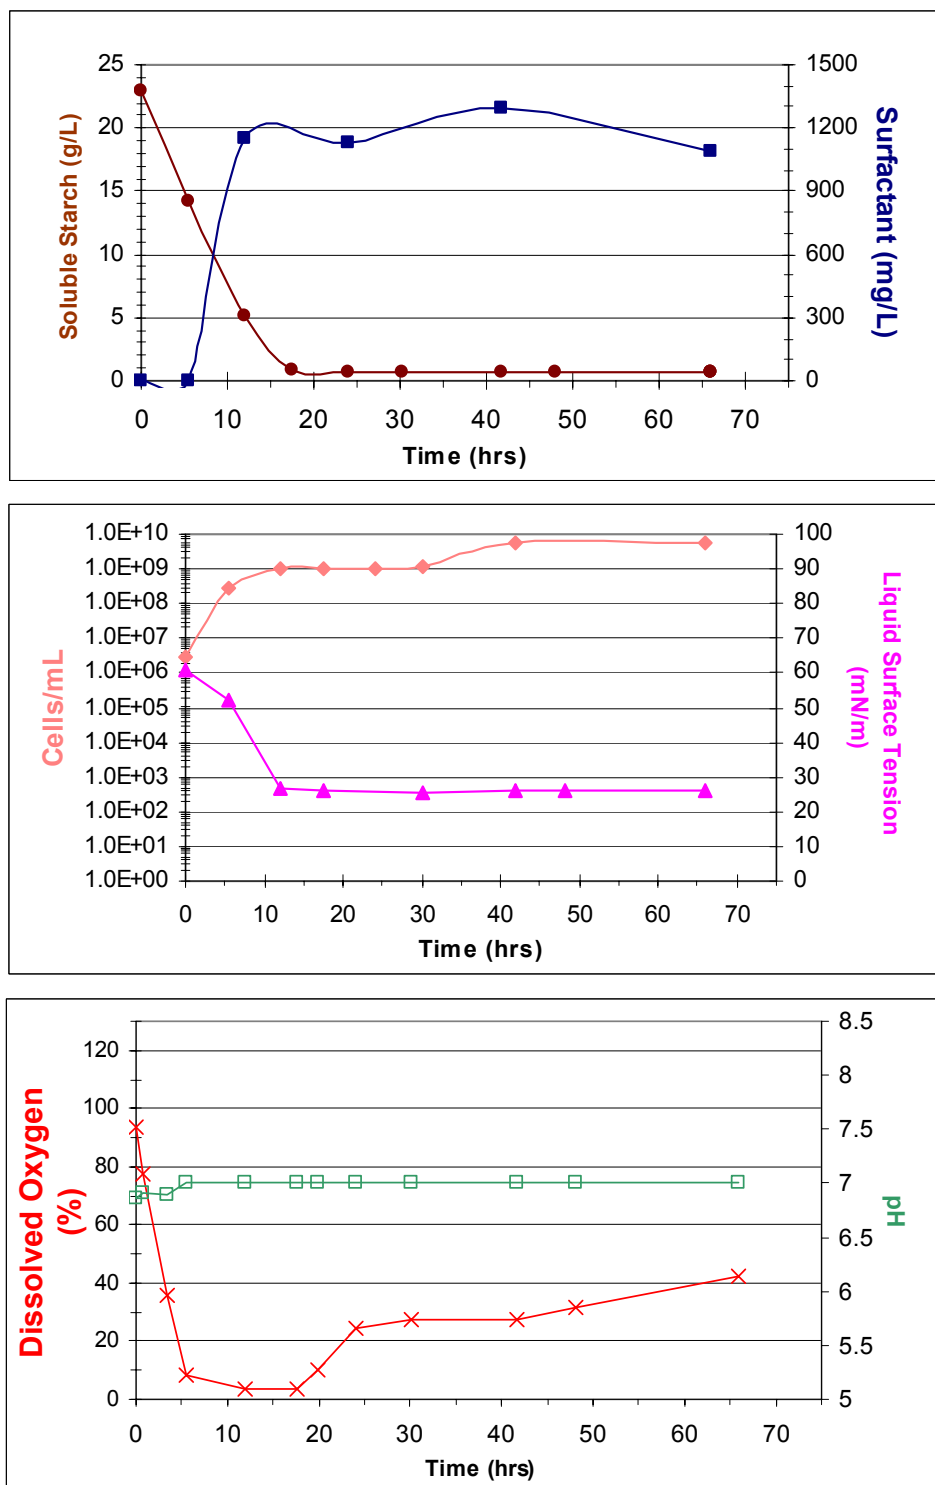 25
20
15
10
5
0
Soluble Starch (g/L)
1500
1200
900
600
300
0
Surfactant (mg/L)
0 10 20 30 40 50 60 70
Time (hrs)
1.0E+10
1.0E+09
1.0E+08
1.0E+07
1.0E+06
1.0E+05
1.0E+04
1.0E+03
1.0E+02
1.0E+01
1.0E+00
Cells/mL
100
90
80
70
60
50
40
30
20
10
0
Liquid Surface Tension
(mN/m)
0 10 20 30 40 50 60 70
Time (hrs)
120
100
80
60
40
20
0
Dissolved Oxygen
(%)
8.5
8
7.5
7
6.5
6
5.5
5
pH
0 10 20 30 40 50 60 70
Time (hrs)